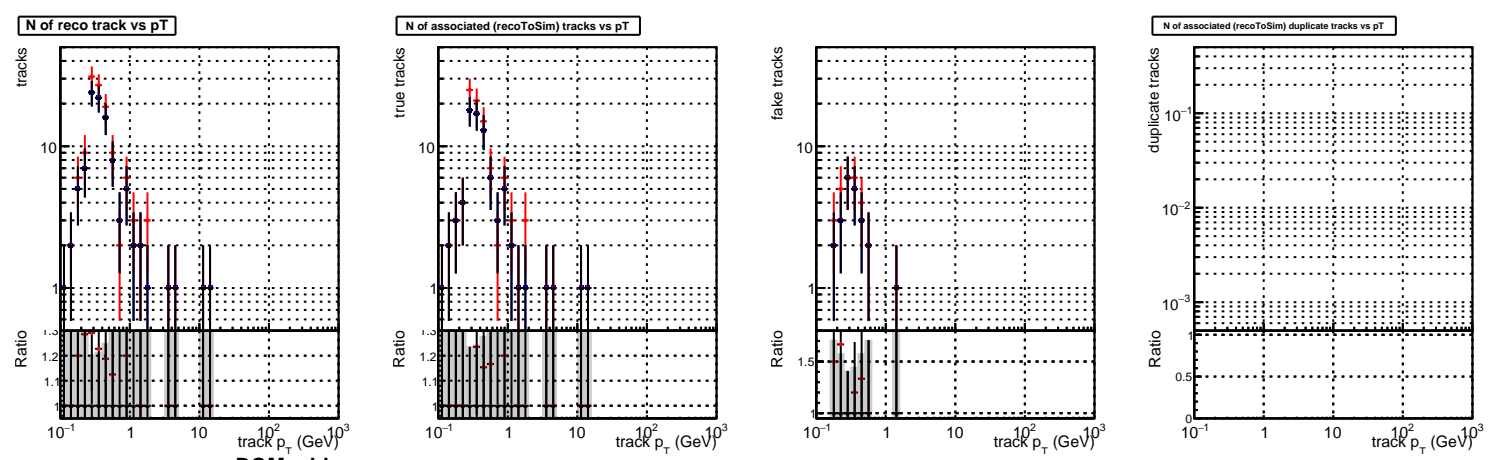 N of reco track vs pT
N of associated (recoToSim) tracks vs pT
N of associated (recoToSim) duplicate tracks vs pT
tracks
10
1
Ratio
1.2
1.1
1
10⁻¹ 1 10 10² 10³
track p_T (GeV)
true tracks
10
1
Ratio
1.3
1.2
1.1
1
10⁻¹ 1 10 10² 10³
track p_T (GeV)
fake tracks
10
1
Ratio
1.5
1
10⁻¹ 1 10 10² 10³
track p_T (GeV)
duplicate tracks
10⁻¹
10⁻²
10⁻³
Ratio
1
0.5
0
10⁻¹ 1 10 10² 10³
track p_T (GeV)